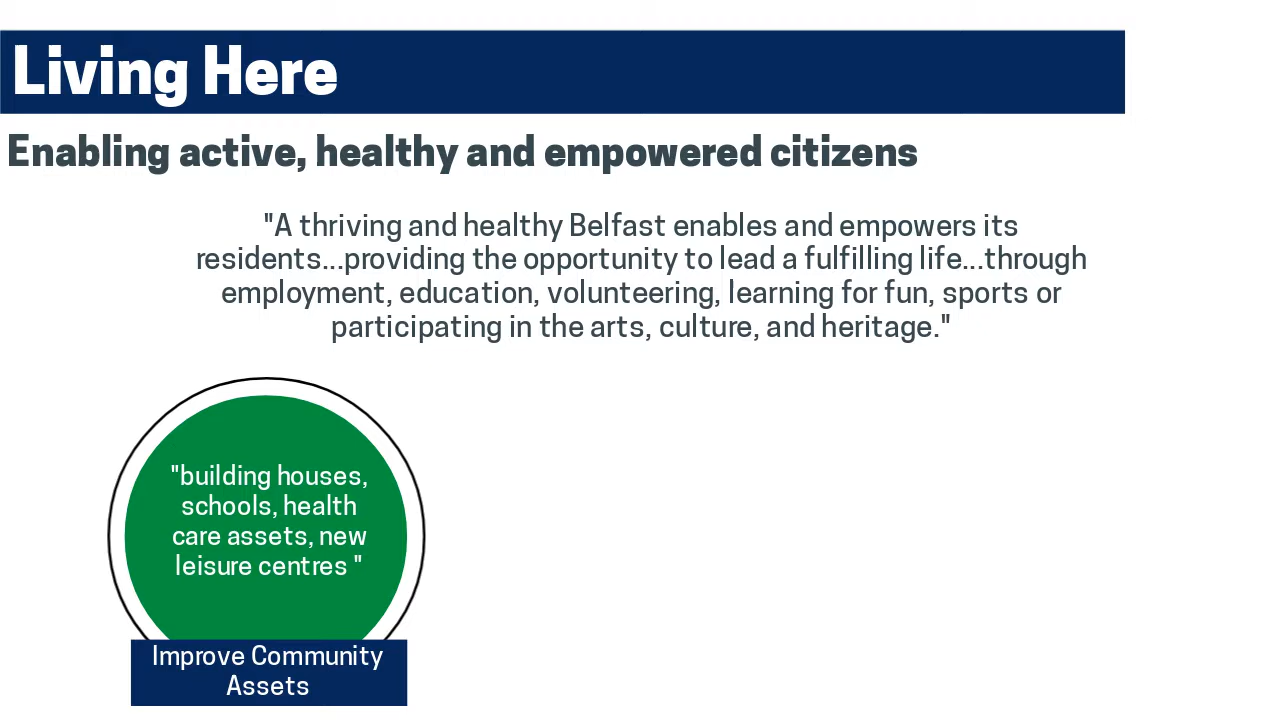 Living Here
Enabling active, healthy and empowered citizens
"A thriving and healthy Belfast enables and empowers its
residents...providing the opportunity to lead a fulfilling life...through
employment, education, volunteering, learning for fun, sports or
participating in the arts, culture, and heritage."
"building houses,
schools, health
care assets, new
leisure centres "
Improve Community
Assets